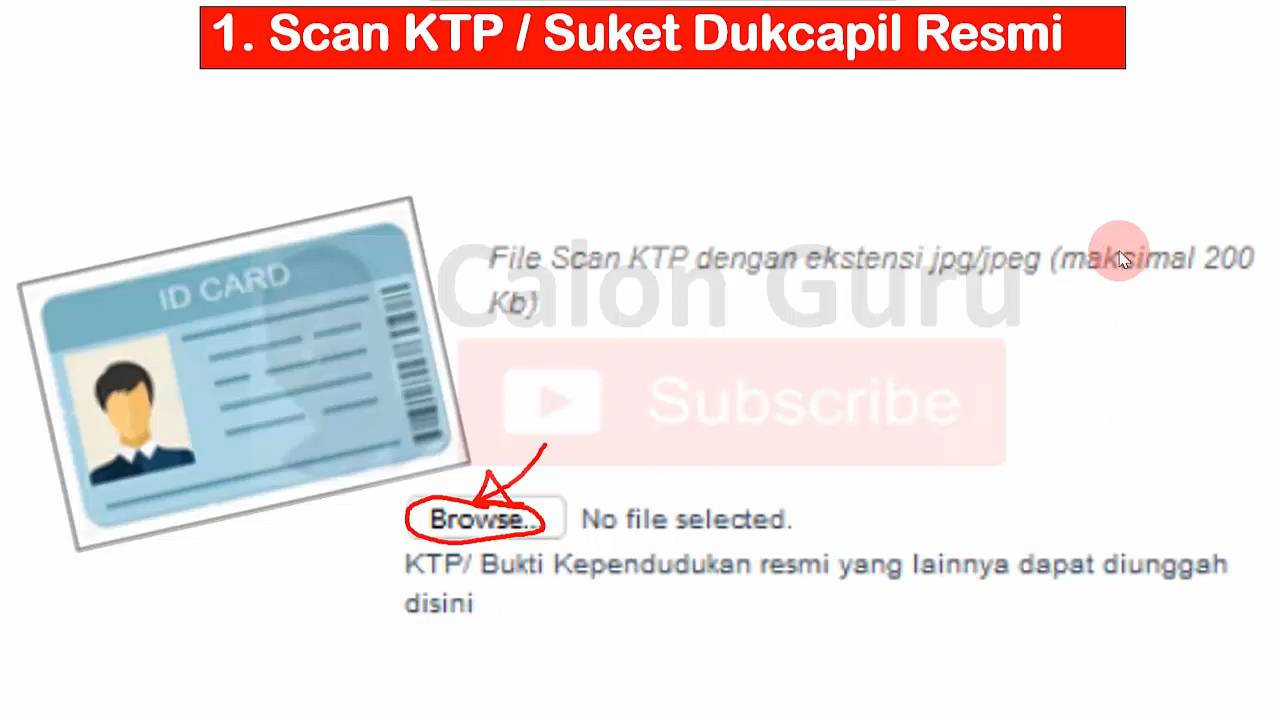 1. Scan KTP / Suket Dukcapil Resmi
ID CARD
File Scan KTP dengan ekstensi jpg/jpeg (maksimal 200
Kb)
Calon Guru
Subscribe
Browse... No file selected.
KTP/ Bukti Kependudukan resmi yang lainnya dapat diunggah
disini